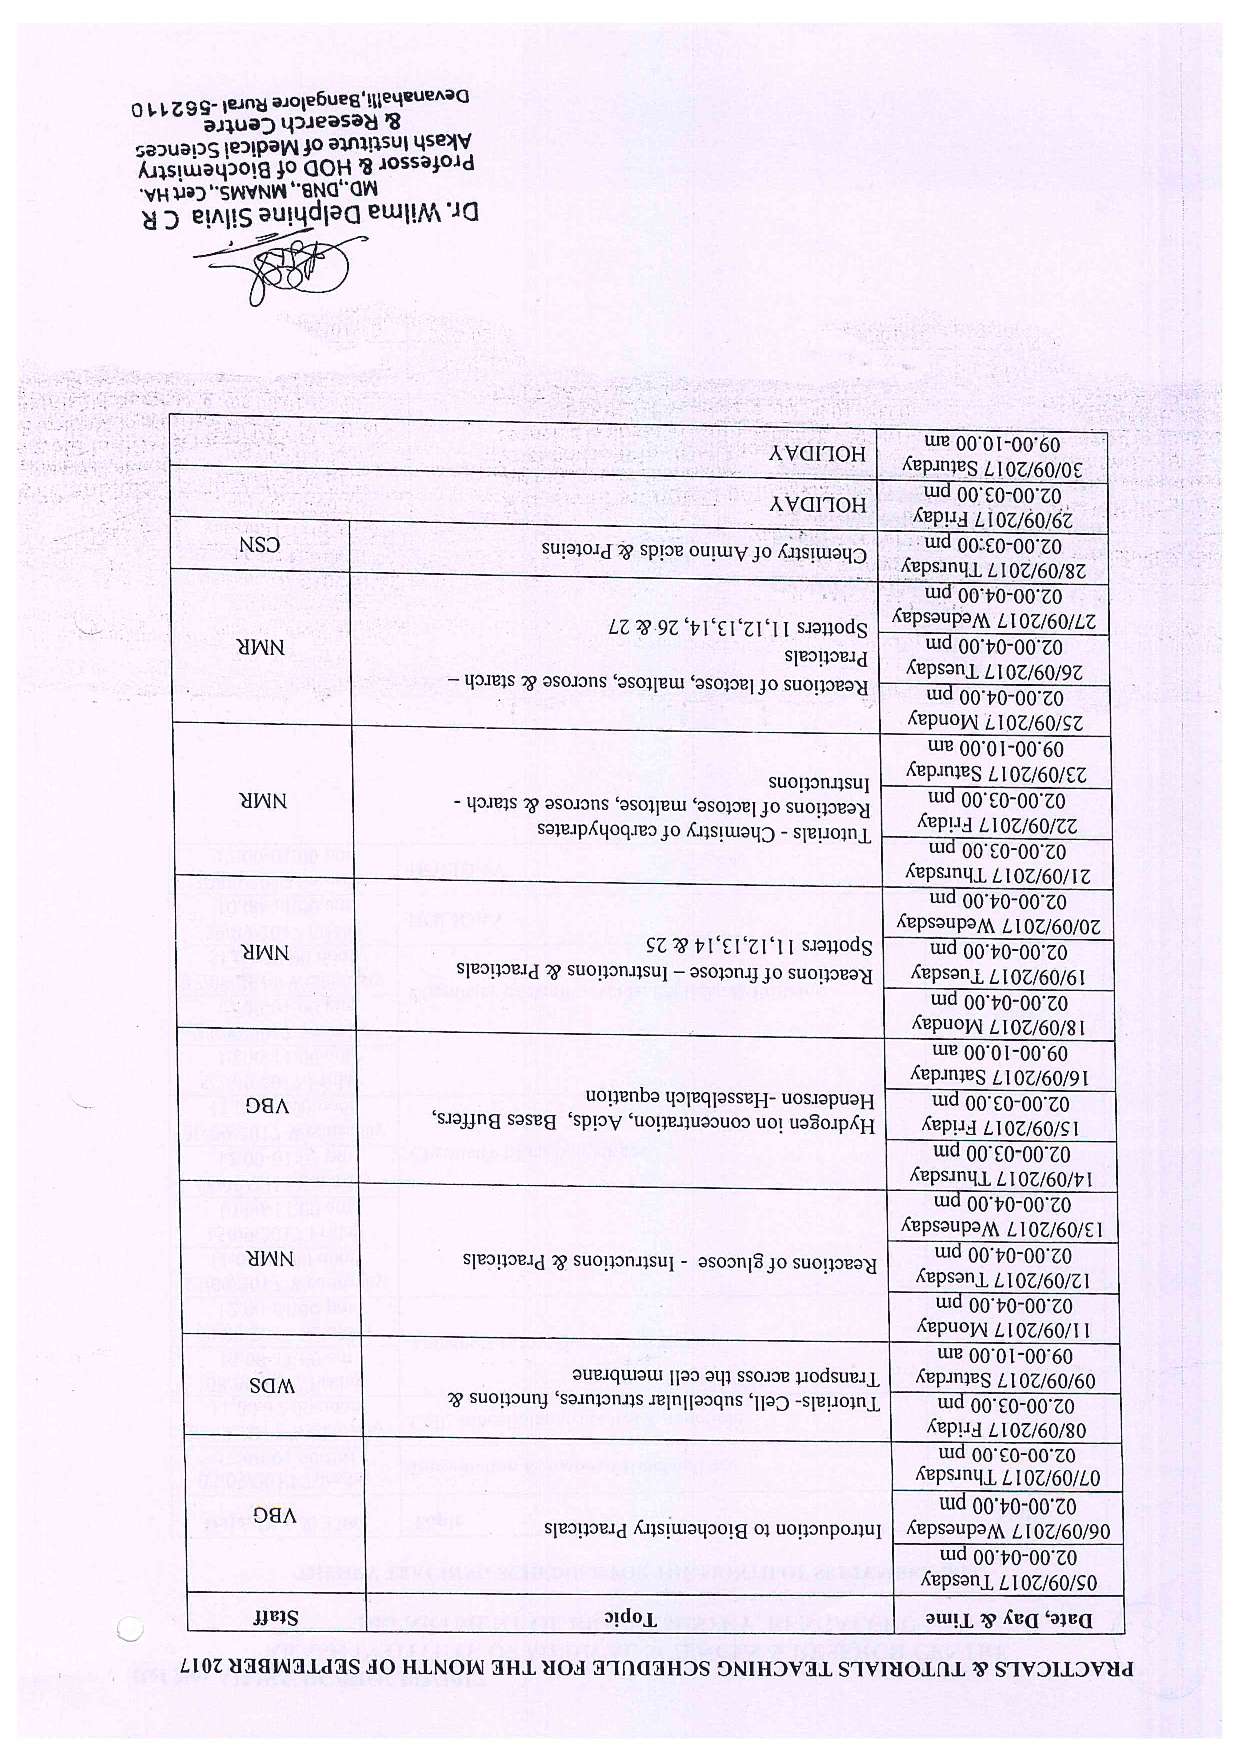 PRACTICALS & TUTORIALS TEACHING SCHEDULE FOR THE MONTH OF SEPTEMBER 2017
Date, Day & Time Topic Staff
05/09/2017 Tuesday
02.00-04.00 pm
06/09/2017 Wednesday
02.00-04.00 pm
07/09/2017 Thursday
02.00-03.00 pm
Introduction to Biochemistry Practicals
VBG
08/09/2017 Friday
02.00-03.00 pm
09/09/2017 Saturday
09.00-10.00 am
Tutorials- Cell, subcellular structures, functions &
Transport across the cell membrane
WDS
11/09/2017 Monday
02.00-04.00 pm
12/09/2017 Tuesday
02.00-04.00 pm
13/09/2017 Wednesday
02.00-04.00 pm
Reactions of glucose - Instructions & Practicals
NMR
14/09/2017 Thursday
02.00-03.00 pm
15/09/2017 Friday
02.00-03.00 pm
16/09/2017 Saturday
09.00-10.00 am
Hydrogen ion concentration, Acids, Bases Buffers,
Henderson -Hasselbalch equation
VBG
18/09/2017 Monday
02.00-04.00 pm
19/09/2017 Tuesday
02.00-04.00 pm
20/09/2017 Wednesday
02.00-04.00 pm
Reactions of fructose – Instructions & Practicals
Spotters 11,12,13,14 & 25
NMR
21/09/2017 Thursday
02.00-03.00 pm
22/09/2017 Friday
02.00-03.00 pm
23/09/2017 Saturday
09.00-10.00 am
Tutorials - Chemistry of carbohydrates
Reactions of lactose, maltose, sucrose & starch -
Instructions
NMR
25/09/2017 Monday
02.00-04.00 pm
26/09/2017 Tuesday
02.00-04.00 pm
27/09/2017 Wednesday
02.00-04.00 pm
Reactions of lactose, maltose, sucrose & starch –
Practicals
Spotters 11,12,13,14, 26 & 27
NMR
28/09/2017 Thursday
02.00-03:00 pm
Chemistry of Amino acids & Proteins
CSN
29/09/2017 Friday
02.00-03.00 pm
HOLIDAY
30/09/2017 Saturday
09.00-10.00 am
HOLIDAY
Dr. Wilma Delphine Silvia C R
MD.,DNB., MNAMS., Cert HA.
Professor & HOD of Biochemistry
Akash Institute of Medical Sciences
& Research Centre
Devanahalli,Bangalore Rural -562110